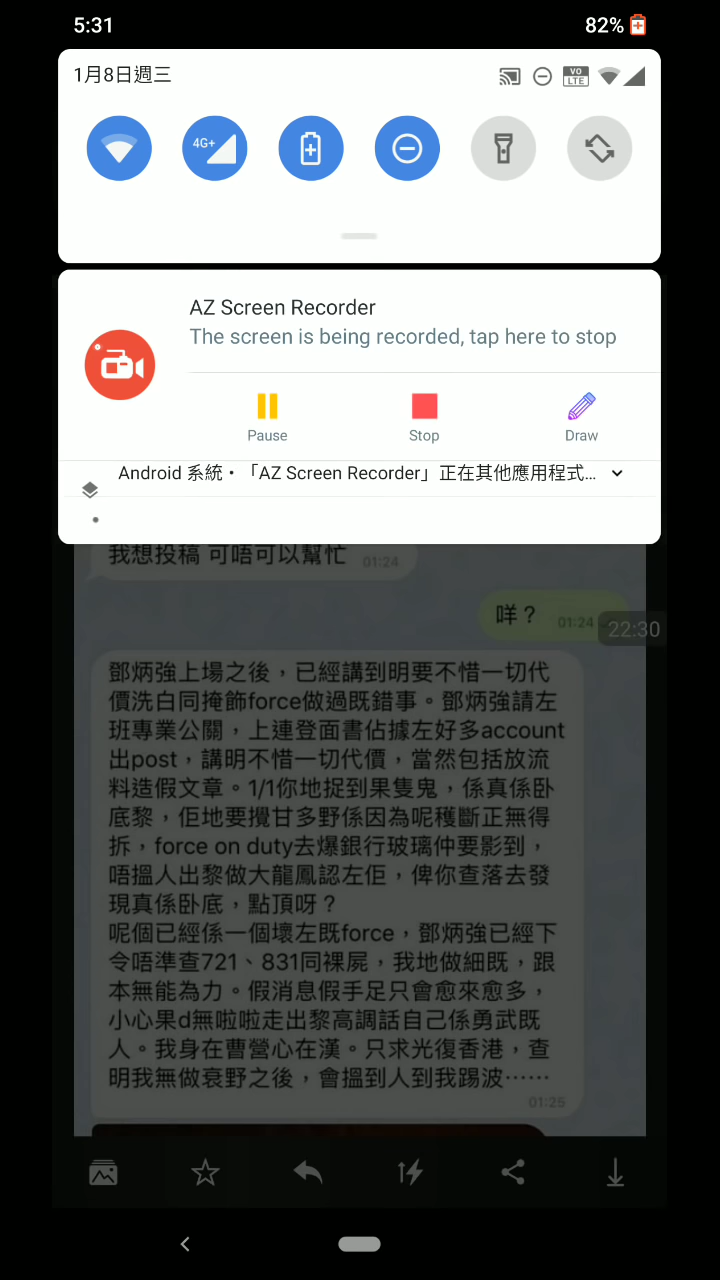 5:31
82%
1月8日週三
VO
LTE
4G+
AZ Screen Recorder
The screen is being recorded, tap here to stop
Pause
Stop
Draw
Android 系統・「AZ Screen Recorder」正在其他應用程式…
我想投稿 可唔可以幫忙 01:24
咩？ 01:24
22:30
鄧炳強上場之後，已經講到明要不惜一切代
價洗白同掩飾force做過既錯事。鄧炳強請左
班專業公關，上連登面書佔據左好多account
出post，講明不惜一切代價，當然包括放流
料造假文章。1/1你地捉到果隻鬼，係真係卧
底黎，佢地要攪甘多野係因為呢穫斷正無得
拆，force on duty去爆銀行玻璃仲要影到，
唔搵人出黎做大龍鳳認左佢，俾你查落去發
現真係卧底，點頂呀？
呢個已經係一個壞左既force，鄧炳強已經下
令唔準查721、831同裸屍，我地做細既，跟
本無能為力。假消息假手足只會愈來愈多，
小心果d無啦啦走出黎高調話自己係勇武既
人。我身在曹營心在漢。只求光復香港，查
明我無做衰野之後，會搵到人到我踢波……
01:25